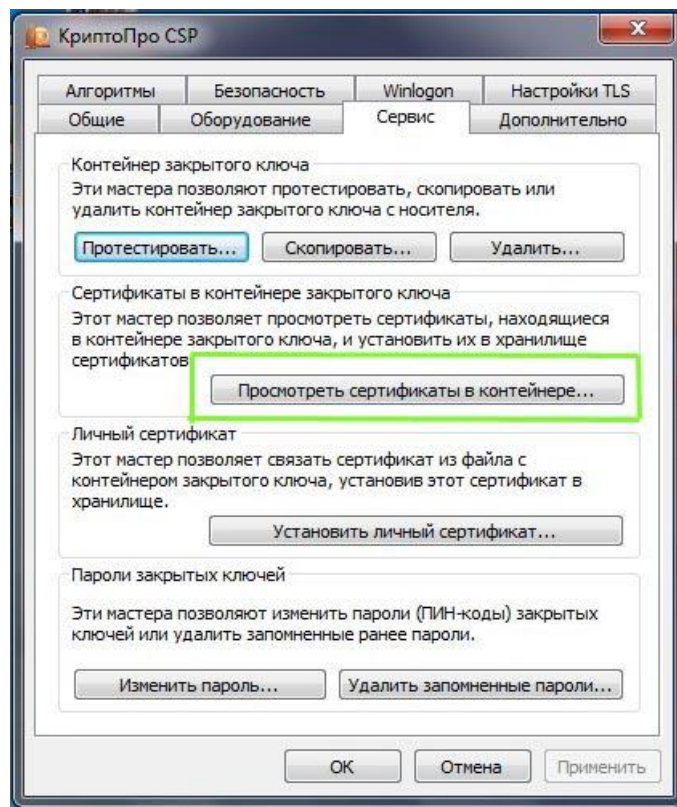 КриптоПро CSP
X
Алгоритмы Безопасность Winlogon Настройки TLS
Общие Оборудование Сервис Дополнительно
Контейнер закрытого ключа
Эти мастера позволяют протестировать, скопировать или
удалить контейнер закрытого ключа с носителя.
Протестировать... Скопировать... Удалить...
Сертификаты в контейнере закрытого ключа
Этот мастер позволяет просмотреть сертификаты, находящиеся
в контейнере закрытого ключа, и установить их в хранилище
сертификатов
Просмотреть сертификаты в контейнере...
Личный сертификат
Этот мастер позволяет связать сертификат из файла с
контейнером закрытого ключа, установив этот сертификат в
хранилище.
Установить личный сертификат...
Пароли закрытых ключей
Эти мастера позволяют изменить пароли (ПИН-коды) закрытых
ключей или удалить запомненные ранее пароли.
Изменить пароль... Удалить запомненные пароли...
ОК Отмена Применить